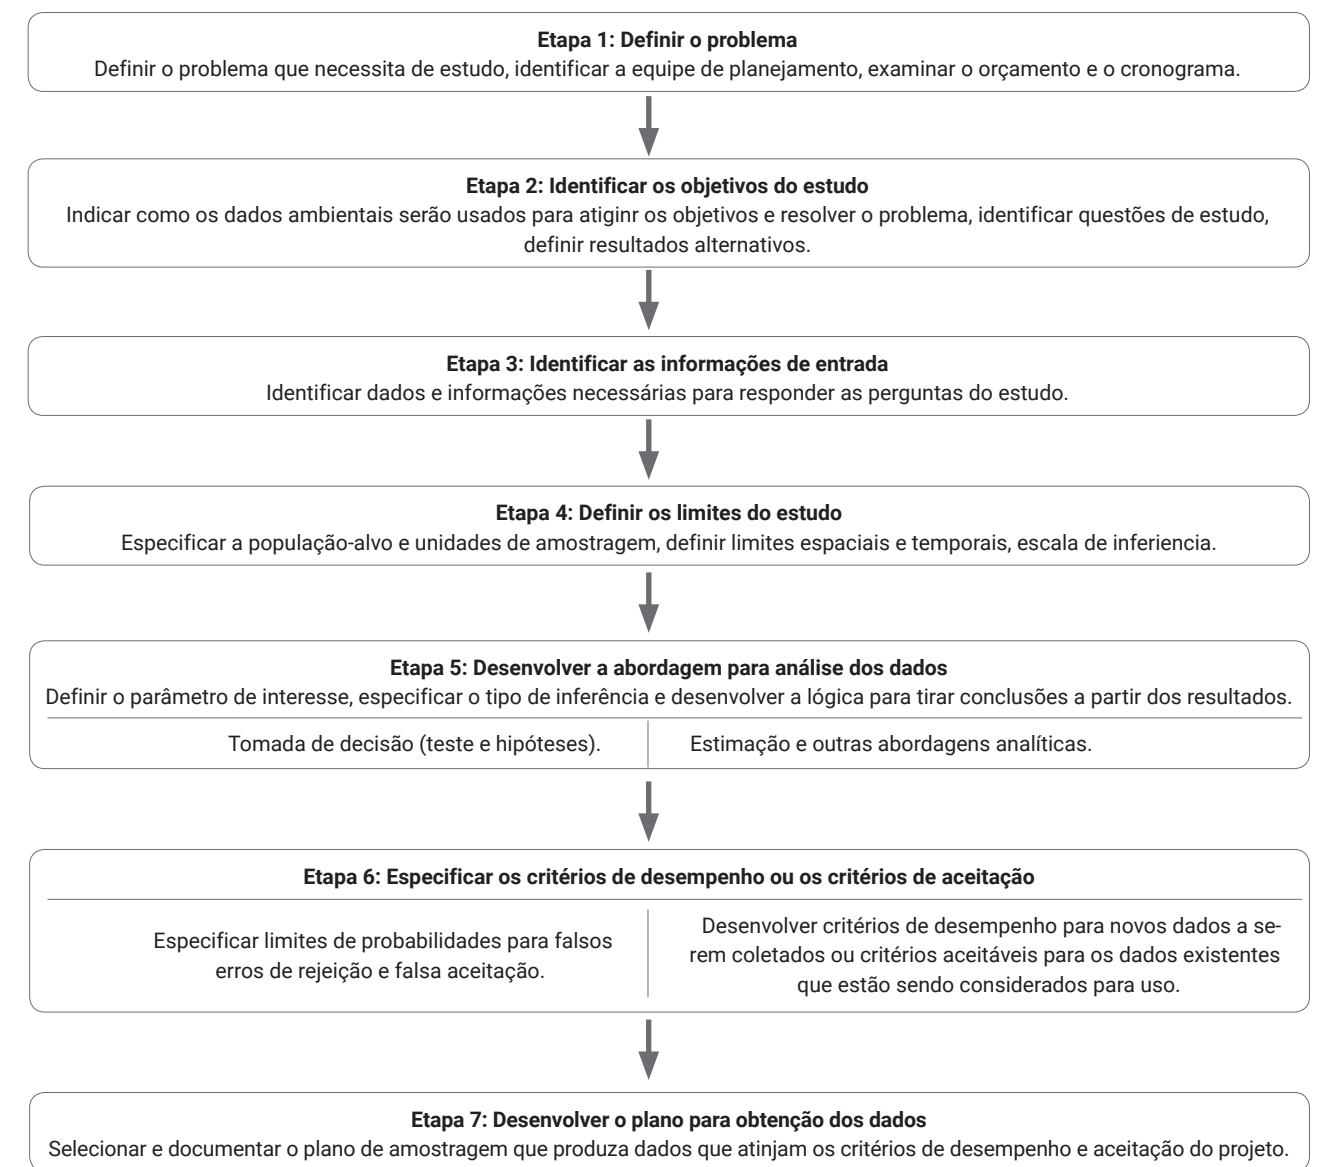 Etapa 1: Definir o problema
Definir o problema que necessita de estudo, identificar a equipe de planejamento, examinar o orçamento e o cronograma.
Etapa 2: Identificar os objetivos do estudo
Indicar como os dados ambientais serão usados para atiginr os objetivos e resolver o problema, identificar questões de estudo,
definir resultados alternativos.
Etapa 3: Identificar as informações de entrada
Identificar dados e informações necessárias para responder as perguntas do estudo.
Etapa 4: Definir os limites do estudo
Especificar a população-alvo e unidades de amostragem, definir limites espaciais e temporais, escala de inferiencia.
Etapa 5: Desenvolver a abordagem para análise dos dados
Definir o parâmetro de interesse, especificar o tipo de inferência e desenvolver a lógica para tirar conclusões a partir dos resultados.
Tomada de decisão (teste e hipóteses).
Estimação e outras abordagens analíticas.
Etapa 6: Especificar os critérios de desempenho ou os critérios de aceitação
Especificar limites de probabilidades para falsos
erros de rejeição e falsa aceitação.
Desenvolver critérios de desempenho para novos dados a se-
rem coletados ou critérios aceitáveis para os dados existentes
que estão sendo considerados para uso.
Etapa 7: Desenvolver o plano para obtenção dos dados
Selecionar e documentar o plano de amostragem que produza dados que atinjam os critérios de desempenho e aceitação do projeto.